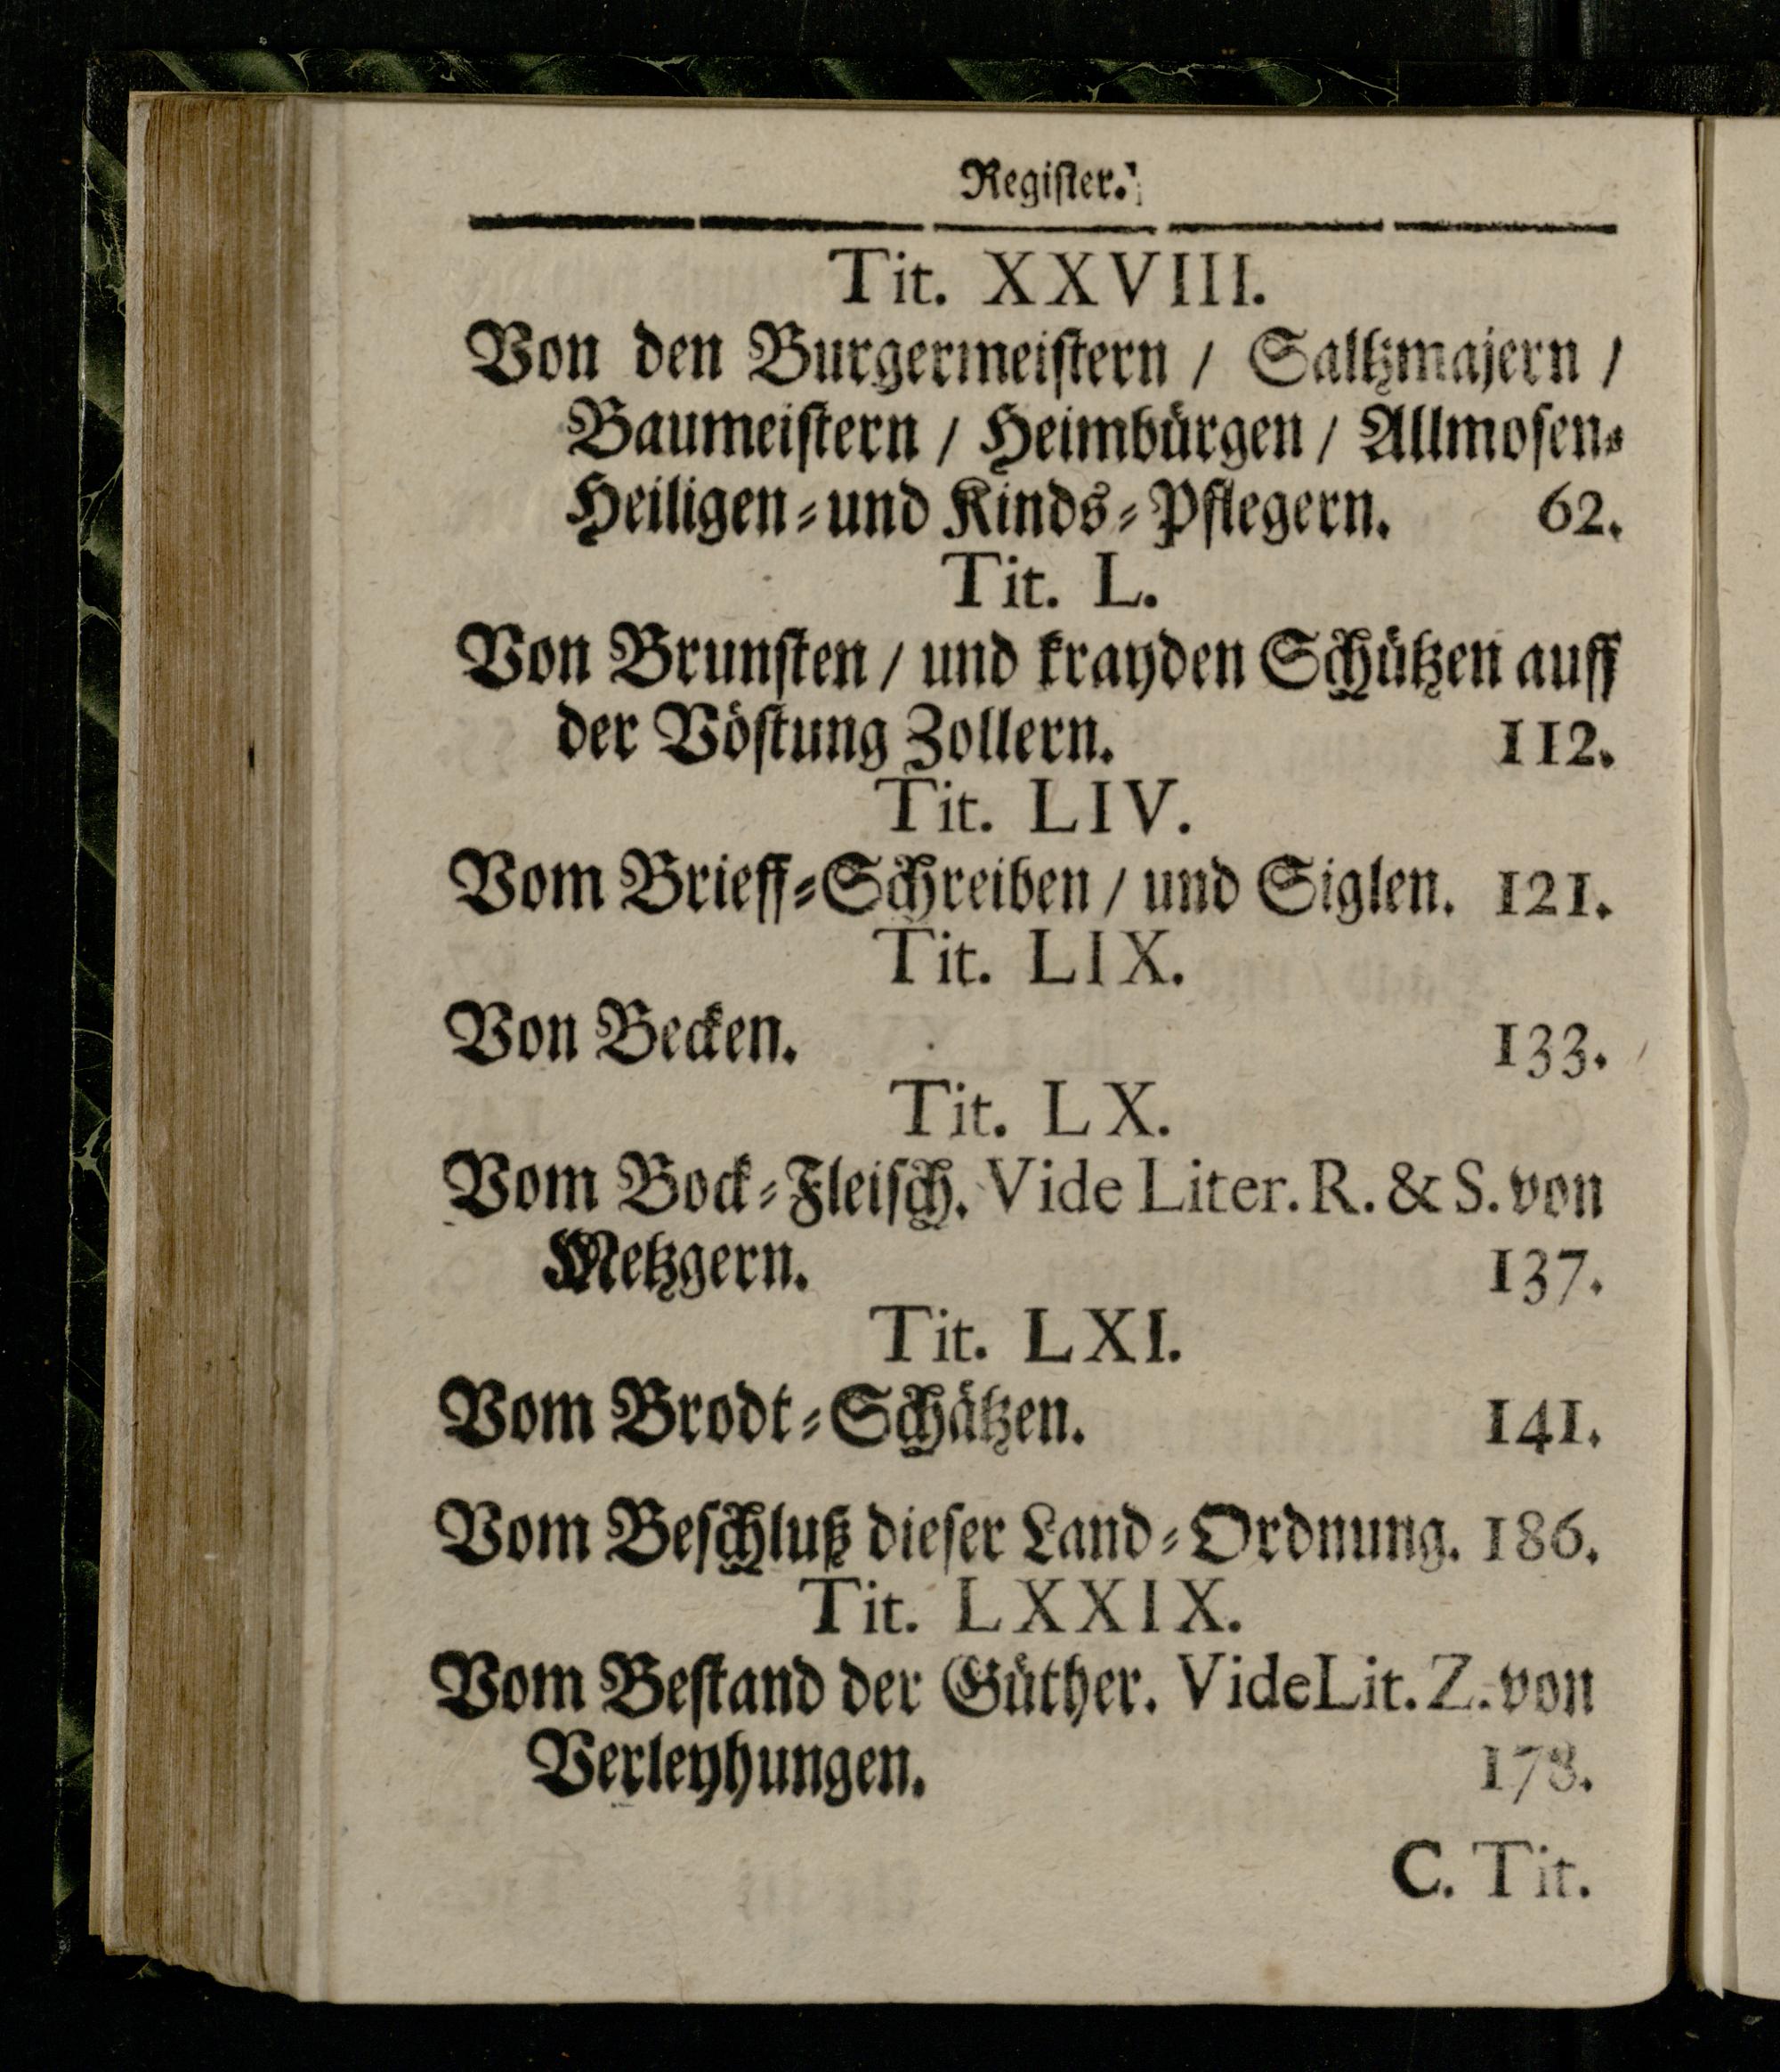 Register.
Tit. XXVIII.
Von den Burgermeistern / Saltzmajern /
Baumeistern / Heimbürgen / Allmosen-
Heiligen-und Kinds-Pflegern. 62.
Tit. L.
Von Brunsten / und krayden Schützen auff
der Vöstung Zollern. 112.
Tit. LIV.
Vom Brieff-Schreiben / und Siglen. 121.
Tit. LIX.
Von Becken. 133.
Tit. LX.
Vom Bock-Fleisch. Vide Liter. R. & S. von
Metzgern. 137.
Tit. LXI.
Vom Brodt-Schätzen. 141.
Vom Beschluß dieser Land-Ordnung. 186.
Tit. LXXIX.
Vom Bestand der Güther. Vide Lit. Z. von
Verleyhungen. 178.
C. Tit.